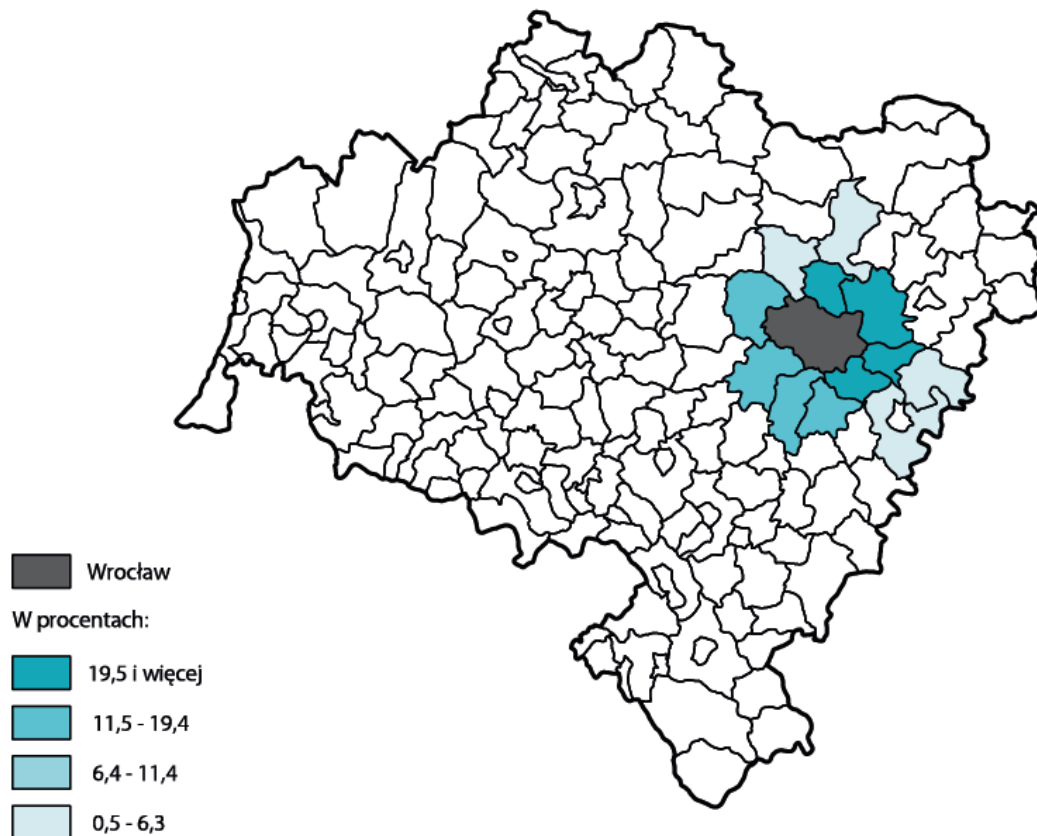 Wrocław
W procentach:
19,5 i więcej
11,5 - 19,4
6,4 - 11,4
0,5 - 6,3